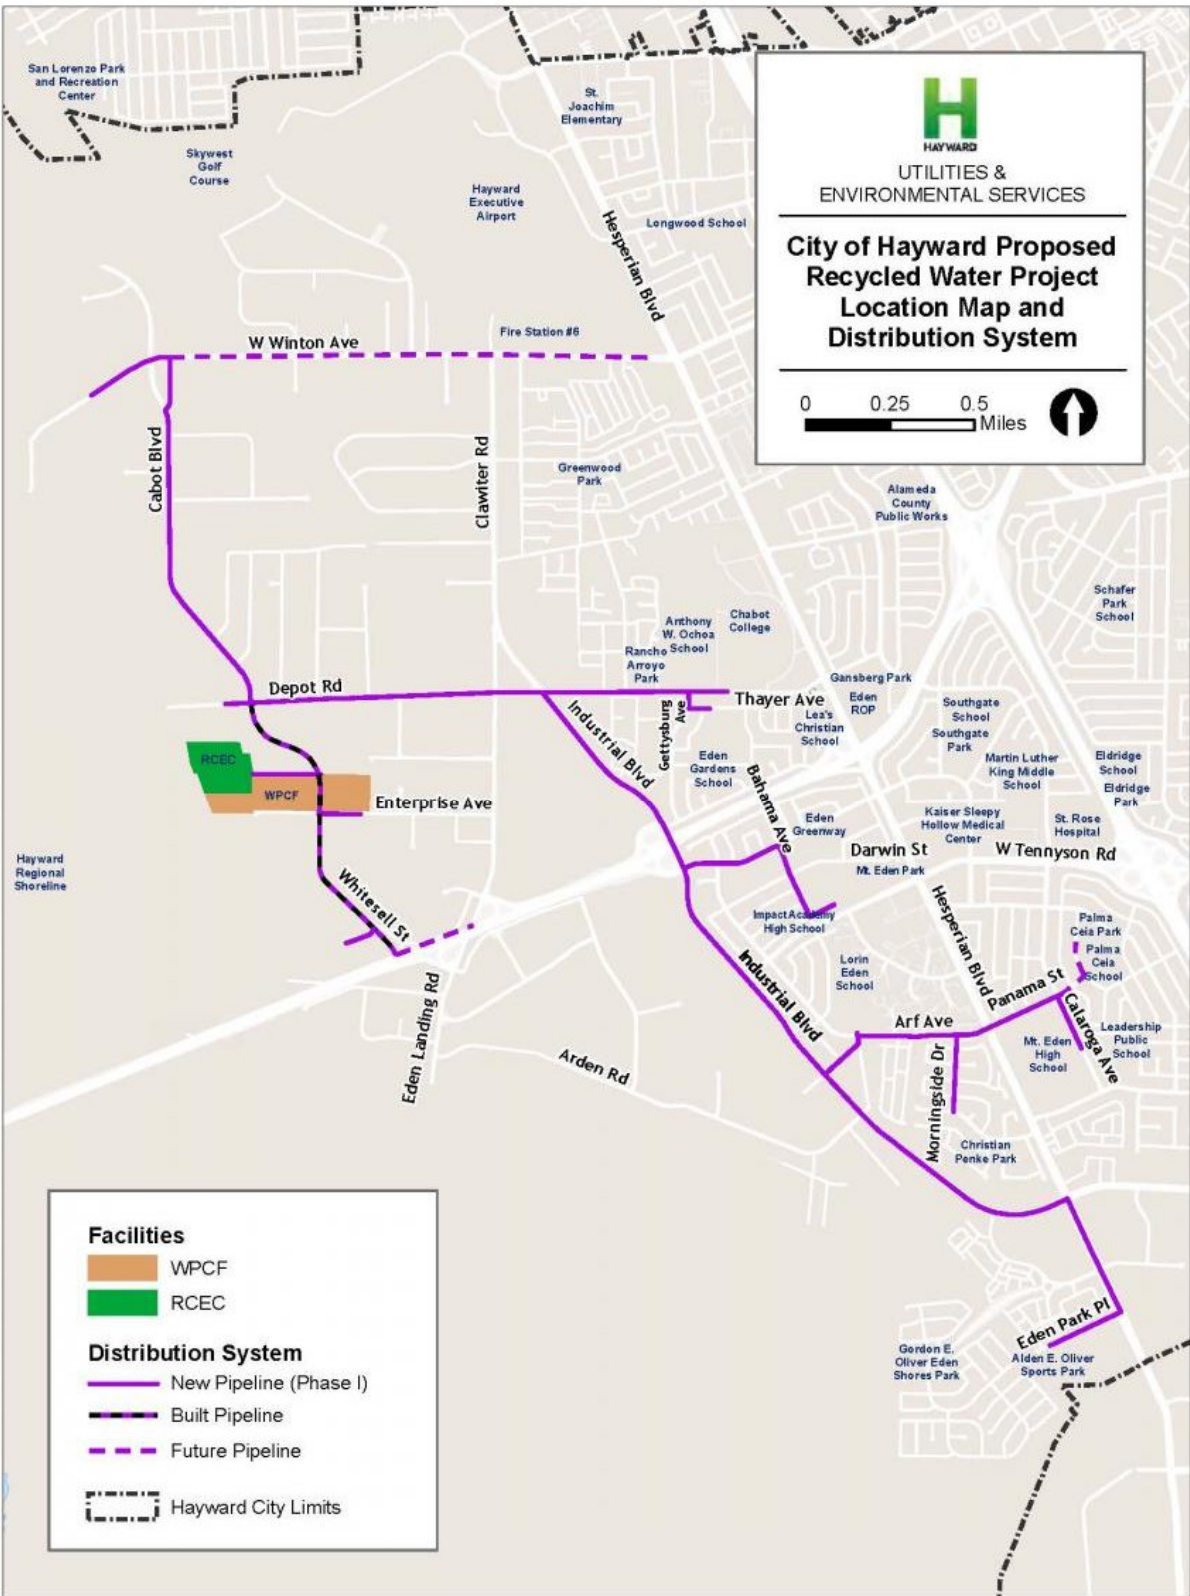 San Lorenzo Park
and Recreation
Center
St.
Joachim
Elementary
Skywest
Golf
Course
Hayward
Executive
Airport
Longwood School
Hesperian Blvd
HAYWARD
UTILITIES &
ENVIRONMENTAL SERVICES
City of Hayward Proposed
Recycled Water Project
Location Map and
Distribution System
0 0.25 0.5
Miles
Fire Station #6
W Winton Ave
Cabot Blvd
Clawiter Rd
Greenwood
Park
Alameda
County
Public Works
Schafer
Park
School
Chabot
College
Anthony
W. Ochoa
School
Rancho
Arroyo
Park
Gansberg Park
Depot Rd
Thayer Ave
Eden
ROP
Lea's
Christian
School
Southgate
School
Southgate
Park
Gettysburg
Ave
Industrial Blvd
Eden
Gardens
School
Martin Luther
King Middle
School
Eldridge
School
Eldridge
Park
RCEC
WPCF
Enterprise Ave
Bahama Ave
Eden
Greenway
Kaiser Sleepy
Hollow Medical
Center
St. Rose
Hospital
Darwin St
W Tennyson Rd
Mt. Eden Park
Hayward
Regional
Shoreline
Whitesell St
Impact Academy
High School
Hesperian Blvd
Palma
Ceia Park
Palma
Ceia
School
Lorin
Eden
School
Industrial Blvd
Panama St
Eden Landing Rd
Arf Ave
Calaroga Ave
Leadership
Public
School
Mt. Eden
High
School
Arden Rd
Morningside Dr
Christian
Penke Park
Eden Park Pl
Gordon E.
Oliver Eden
Shores Park
Alden E. Oliver
Sports Park
Facilities
WPCF
RCEC
Distribution System
New Pipeline (Phase I)
Built Pipeline
Future Pipeline
Hayward City Limits